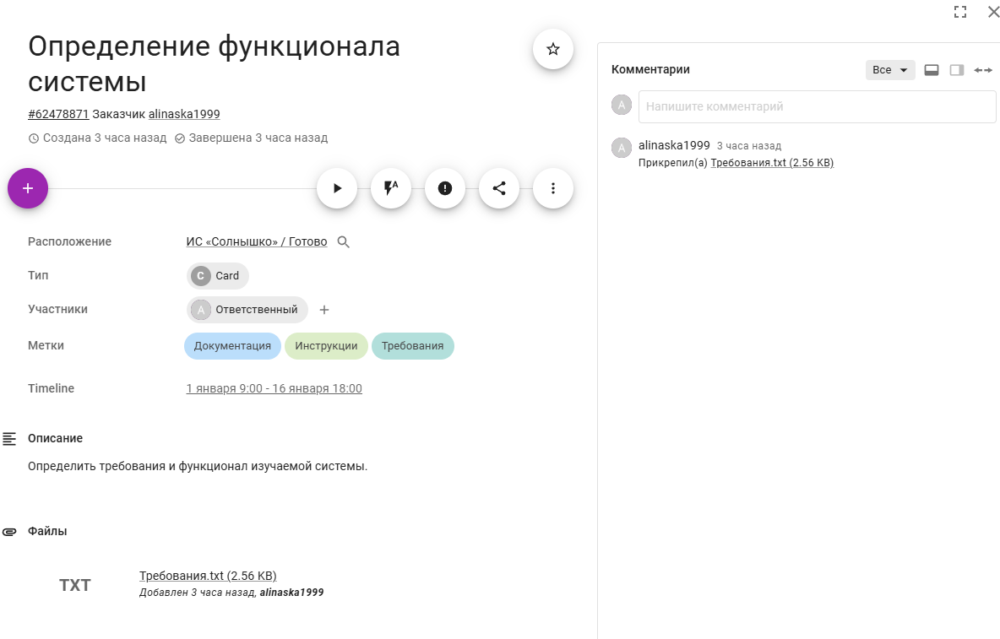 Определение функционала
системы
#62478871 Заказчик alinaska1999
Создана 3 часа назад Завершена 3 часа назад
A
Расположение ИС «Солнышко» / Готово
Тип C Card
Участники A Ответственный
Метки Документация Инструкции Требования
Timeline 1 января 9:00 - 16 января 18:00
Описание
Определить требования и функционал изучаемой системы.
Файлы
TXT
Требования.txt (2.56 KB)
Добавлен 3 часа назад, alinaska1999
Комментарии Все
A Напишите комментарий
A alinaska1999 3 часа назад
Прикрепил(а) Требования.txt (2.56 KB)